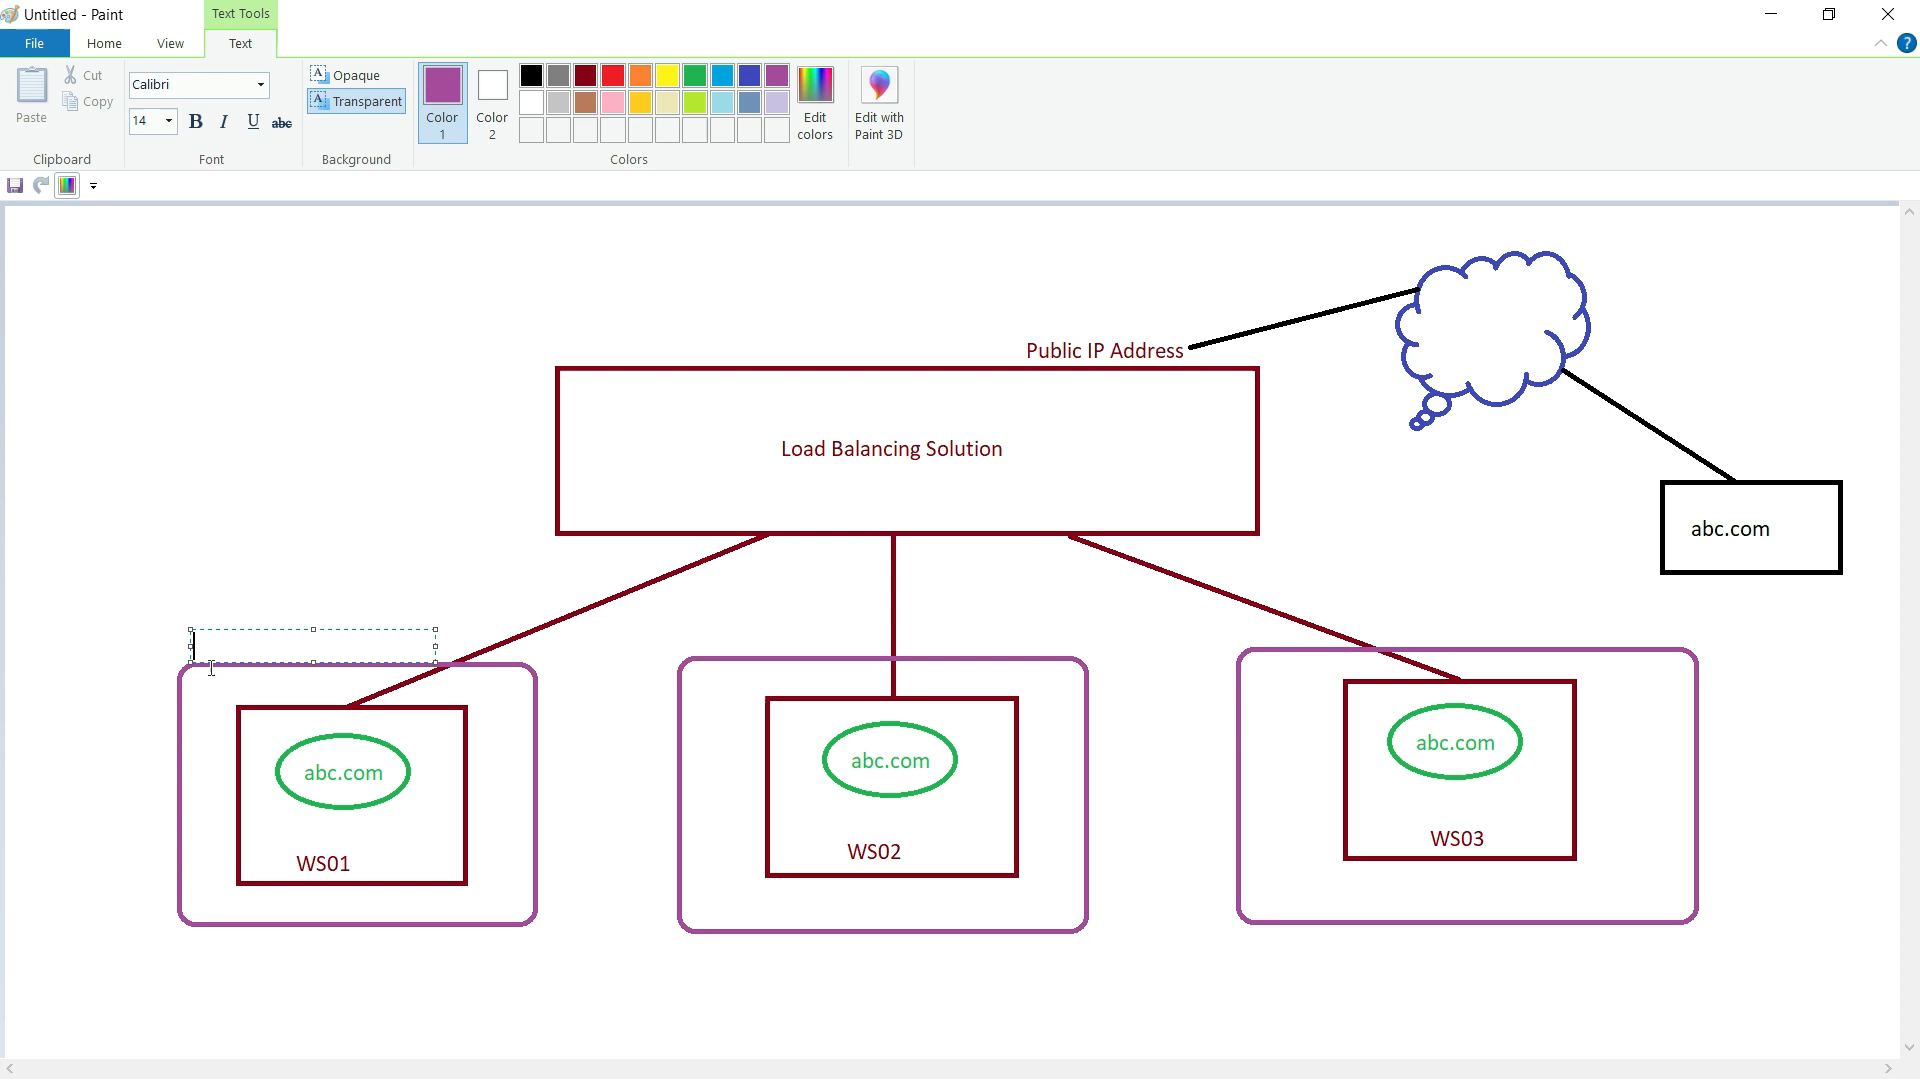 Untitled - Paint
Text Tools
File
Home
View
Text
Paste
Cut
Copy
Clipboard
Calibri
14
B
I
U
abc
Font
A Opaque
A Transparent
Background
Color
1
Color
2
Edit
colors
Colors
Edit with
Paint 3D
?
Public IP Address
Load Balancing Solution
abc.com
abc.com
WS01
abc.com
WS02
abc.com
WS03